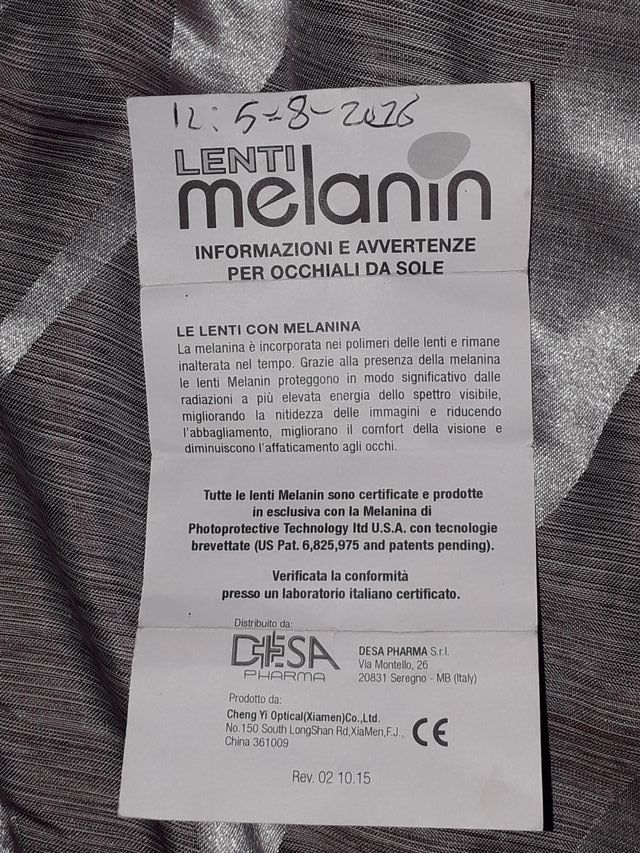 IL: 5-8-2026
LENTI
melanin
INFORMAZIONI E AVVERTENZE
PER OCCHIALI DA SOLE
LE LENTI CON MELANINA
La melanina è incorporata nei polimeri delle lenti e rimane
inalterata nel tempo. Grazie alla presenza della melanina
le lenti Melanin proteggono in modo significativo dalle
radiazioni a più elevata energia dello spettro visibile,
migliorando la nitidezza delle immagini e riducendo
l'abbagliamento, migliorano il comfort della visione e
diminuiscono l'affaticamento agli occhi.
Tutte le lenti Melanin sono certificate e prodotte
in esclusiva con la Melanina di
Photoprotective Technology ltd U.S.A. con tecnologie
brevettate (US Pat. 6,825,975 and patents pending).
Verificata la conformità
presso un laboratorio italiano certificato.
Distribuito da:
DESA
PHARMA
DESA PHARMA S.r.l.
Via Montello, 26
20831 Seregno - MB (Italy)
Prodotto da:
Cheng Yi Optical(Xiamen)Co.,Ltd.
No.150 South LongShan Rd,XiaMen,F.J.,
China 361009
CE
Rev. 02 10.15